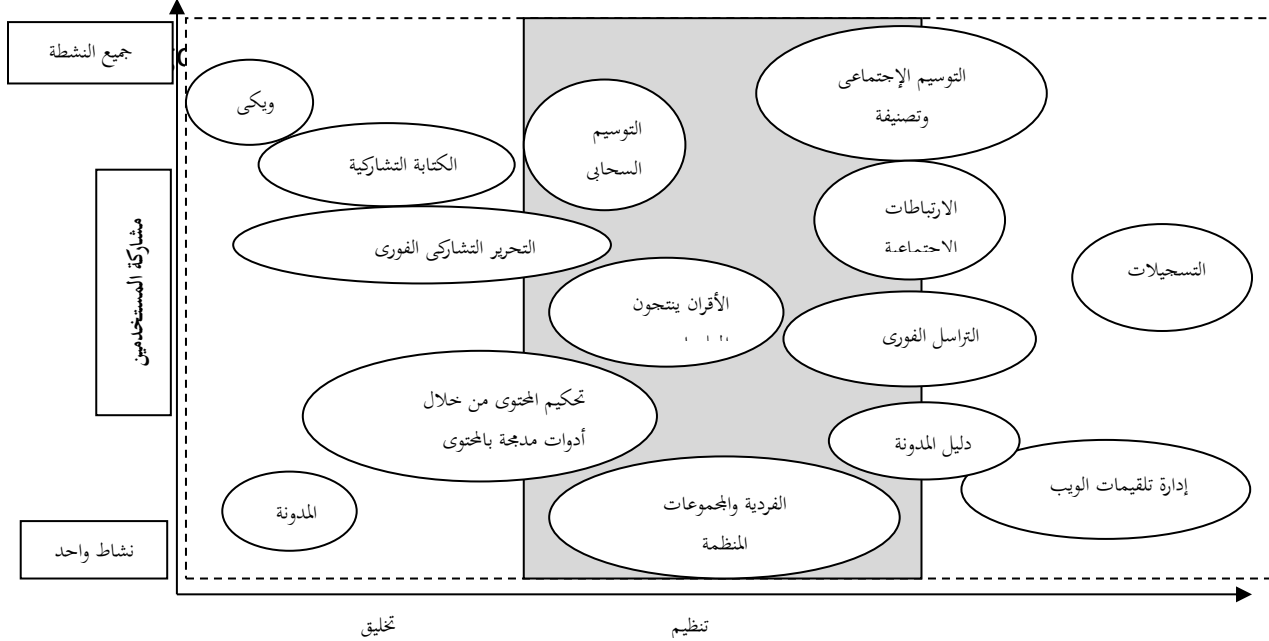 جميع النشطة
ويكى
الكتابة التشاركية
التحرير التشاركى الفورى
التوسيم
السحابى
التوسيم الإجتماعى
وتصنيفة
الارتباطات
الاجتماعية
التسجيلات
مشاركة المستخدمين
الأقران ينتجون
التراسل الفورى
تحكيم المحتوى من خلال
أدوات مدمجة بالمحتوى
دليل المدونة
إدارة تلقيمات الويب
المدونة
الفردية والمجموعات
المنظمة
نشاط واحد
تخليق
تنظيم